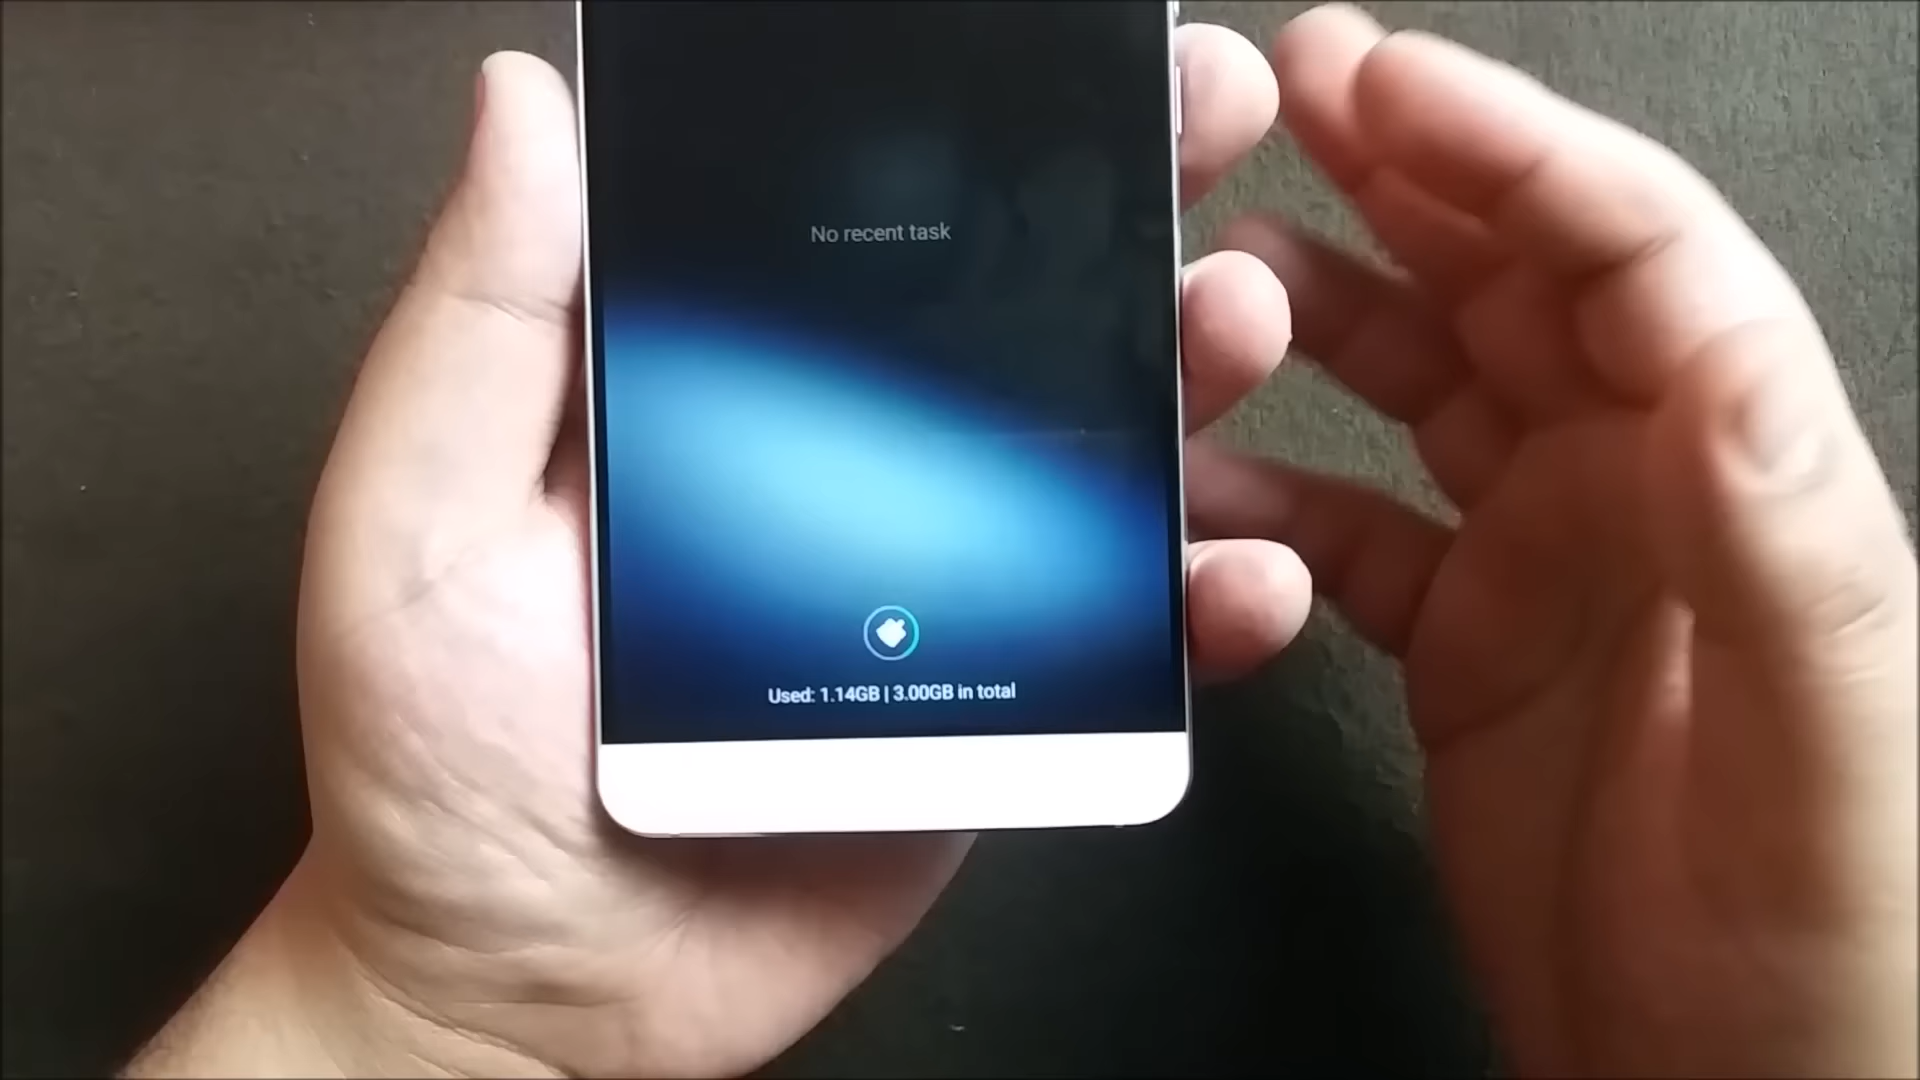 No recent task
Used: 1.14GB | 3.00GB in total